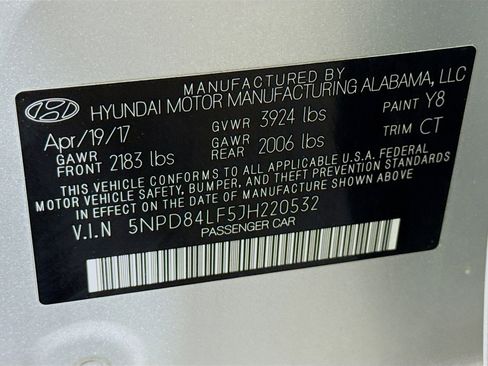 MANUFACTURED BY
HYUNDAI MOTOR MANUFACTURING ALABAMA, LLC
Apr/19/17 GVWR 3924 lbs PAINT Y8
GAWR FRONT 2183 lbs GAWR REAR 2006 lbs TRIM CT
THIS VEHICLE CONFORMS TO ALL APPLICABLE U.S.A. FEDERAL
MOTOR VEHICLE SAFETY, BUMPER, AND THEFT PREVENTION
STANDARDS IN EFFECT ON THE DATE OF MANUFACTURE SHOWN ABOVE.
V.I.N 5NPD84LF5JH220532
PASSENGER CAR